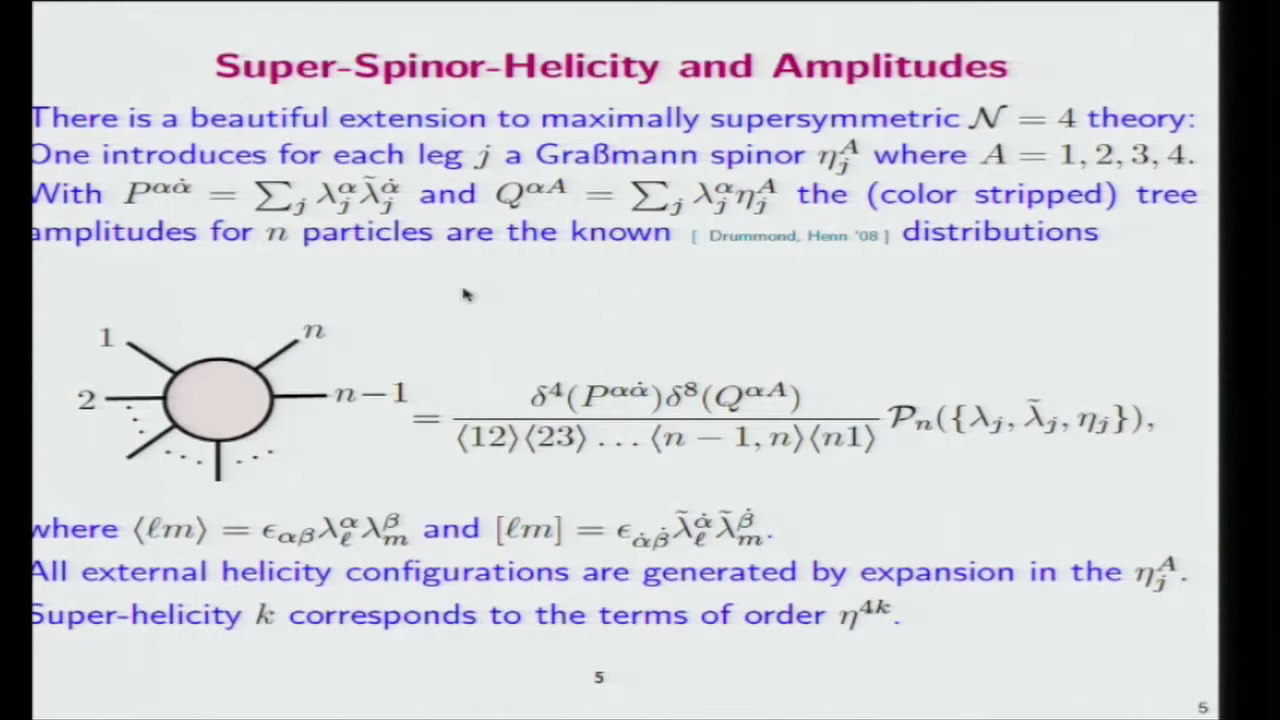 Super-Spinor-Helicity and Amplitudes
There is a beautiful extension to maximally supersymmetric 𝒩 = 4 theory:
One introduces for each leg j a Graßmann spinor η_j^A where A = 1, 2, 3, 4.
With P^{αα̇} = ∑_j λ_j^α λ̃_j^α̇ and Q^{αA} = ∑_j λ_j^α η_j^A the (color stripped) tree
amplitudes for n particles are the known [ Drummond, Henn '08 ] distributions
1
n
2
n−1
= δ^4(P^{αα̇})δ^8(Q^{αA}) / ⟨12⟩⟨23⟩ … ⟨n − 1, n⟩⟨n1⟩ 𝒫_n({λ_j, λ̃_j, η_j}),
where ⟨ℓm⟩ = ϵ_{αβ}λ_ℓ^α λ_m^β and [ℓm] = ϵ_{α̇β̇}λ̃_ℓ^α̇ λ̃_m^β̇.
All external helicity configurations are generated by expansion in the η_j^A.
Super-helicity k corresponds to the terms of order η^{4k}.
5
5